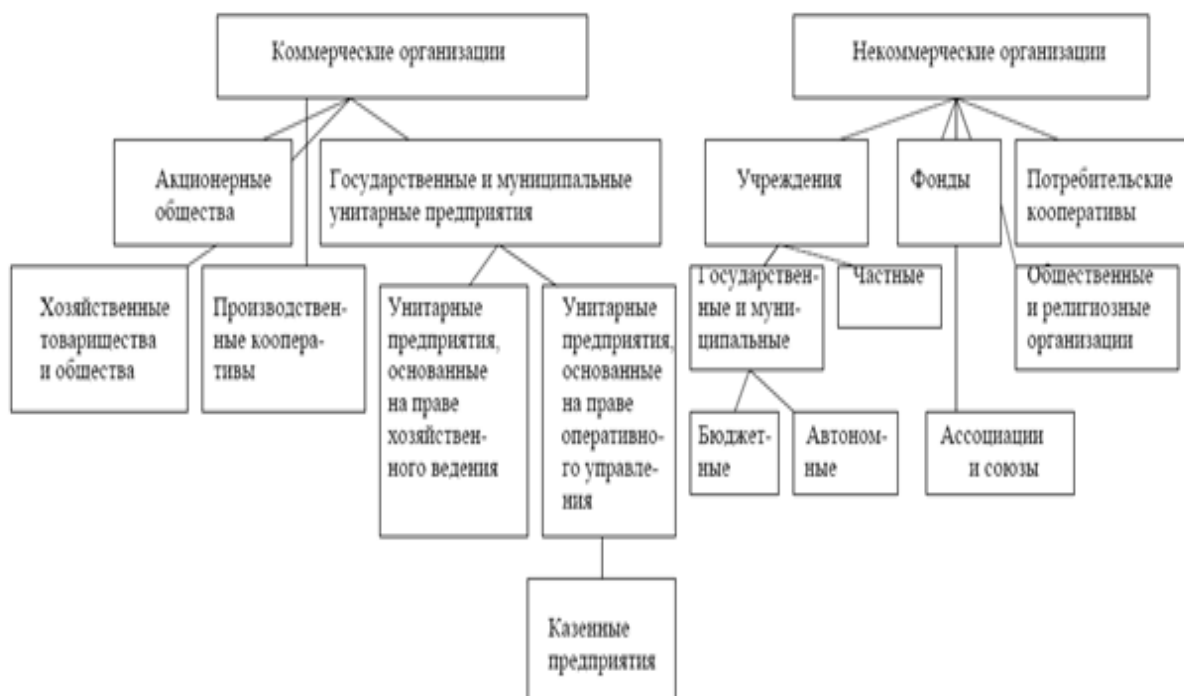 Коммерческие организации
Некоммерческие организации
Акционерные
общества
Государственные и муниципальные
унитарные предприятия
Учреждения
Фонды
Потребительские
кооперативы
Хозяйственные
товарищества
и общества
Производствен-
ные коопера-
тивы
Унитарные
предприятия,
основанные
на праве
хозяйствен-
ного ведения
Унитарные
предприятия,
основанные
на праве
оперативно-
го управле-
ния
Государствен-
ные и муни-
ципальные
Частные
Общественные
и религиозные
организации
Бюджет-
ные
Автоном-
ные
Ассоциации
и союзы
Казенные
предприятия